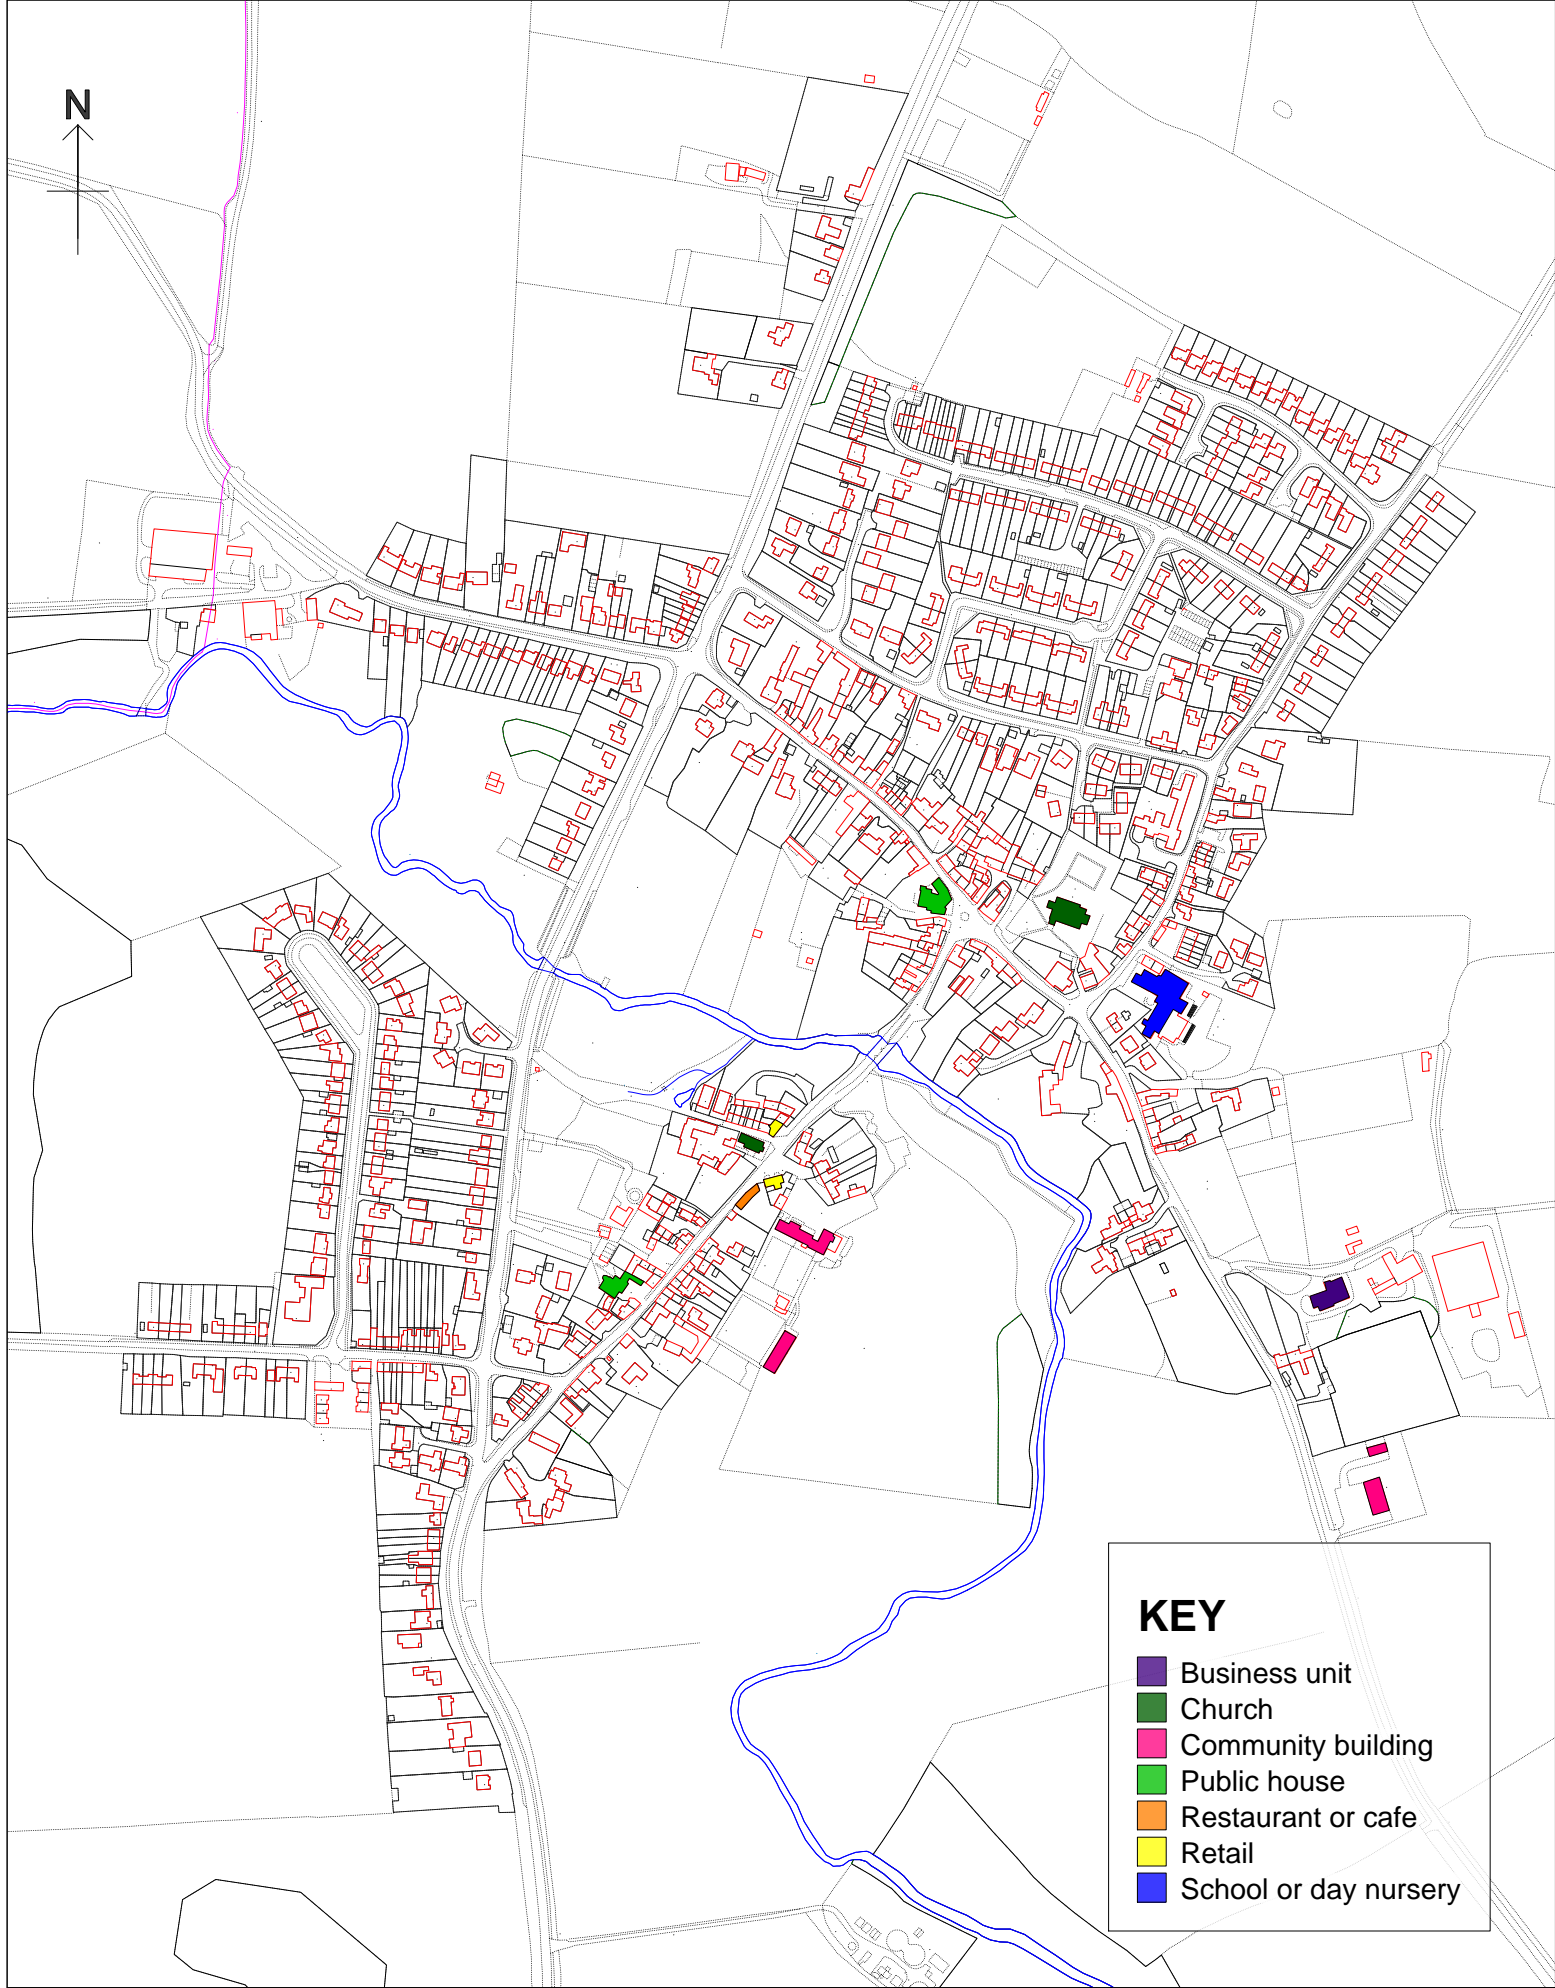 N
KEY
Business unit
Church
Community building
Public house
Restaurant or cafe
Retail
School or day nursery